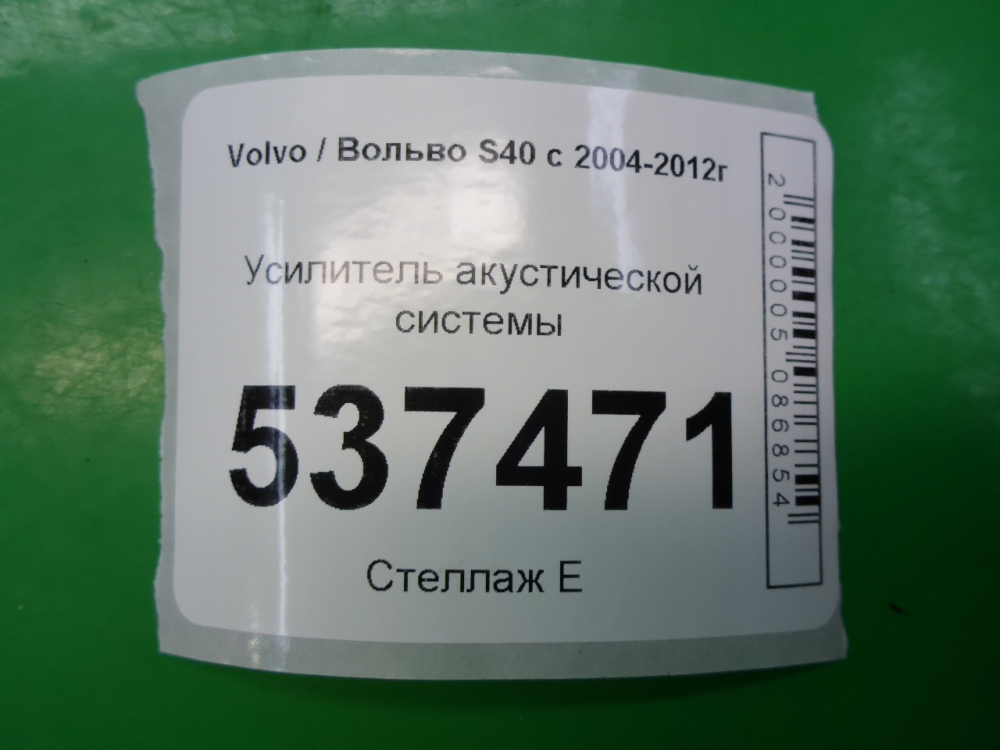 Volvo / Вольво S40 с 2004-2012г
Усилитель акустической
системы
537471
Стеллаж Е
2000005086854